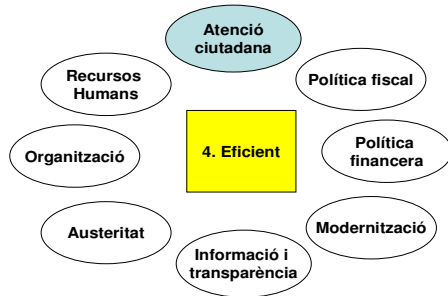 Atenció
ciutadana
Recursos
Humans
Política fiscal
Organització
4. Eficient
Política
financera
Austeritat
Modernització
Informació i
transparència